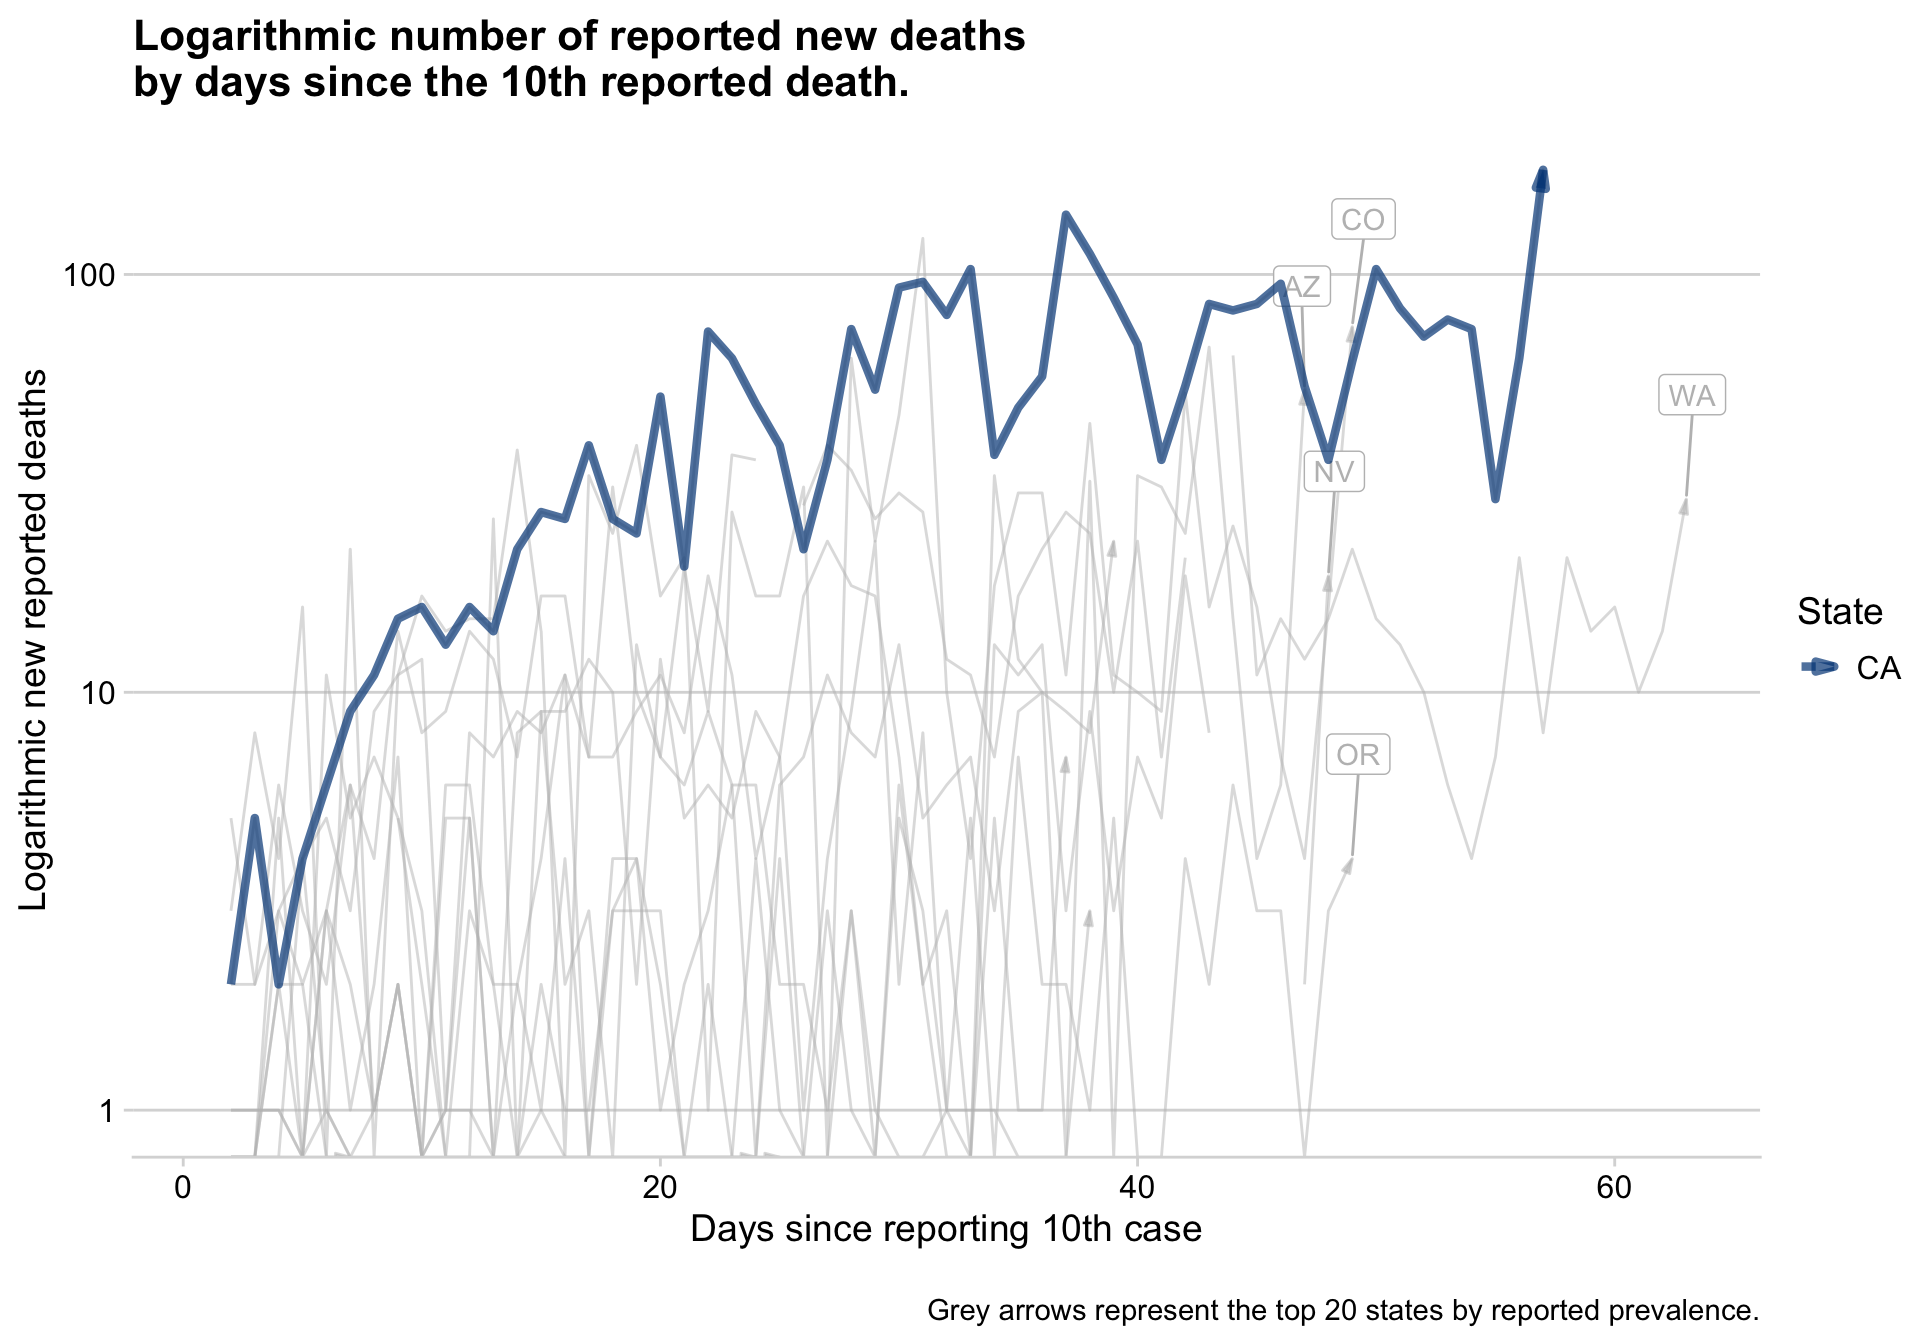 Logarithmic number of reported new deaths
by days since the 10th reported death.
Logarithmic new reported deaths
100
10
1
CO
AZ
WA
NV
OR
State
CA
0 20 40 60
Days since reporting 10th case
Grey arrows represent the top 20 states by reported prevalence.